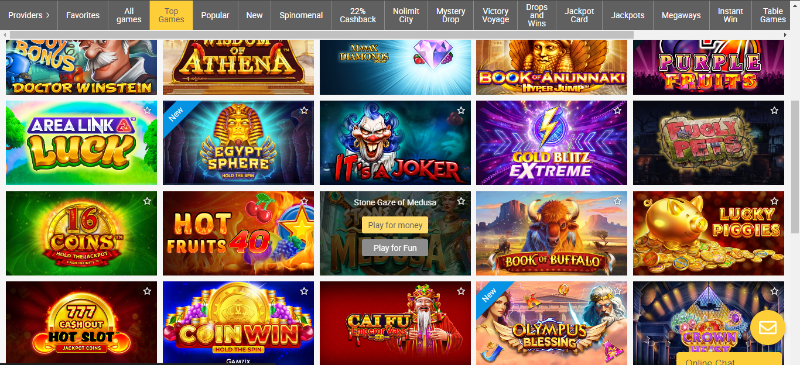 Providers
Favorites
All games
Top Games
Popular
New
Spinomenal
22% Cashback
Nolimit City
Mystery Drop
Victory Voyage
Drops and Wins
Jackpot Card
Jackpots
Megaways
Instant Win
Table Games
BONUS
DOCTOR WINSTEIN
WISDOM OF
ATHENA
DIAMONDS
BOOK OF ANUNNAKI
HYPER JUMP
PURPLE
FRUITS
AREA LINK
LUCK
New
EGYPT
SPHERE
HOLD THE SPIN
IT'S A JOKER
GOLD BLITZ
EXTREME
FUGLY
PETS
16
COINS
HOLD THE JACKPOT
HOT
FRUITS 40
Stone Gaze of Medusa
Play for money
Play for Fun
MEDUSA
BOOK OF BUFFALO
LUCKY
PIGGIES
777
CASH OUT
HOT SLOT
JACKPOT COINS
COIN WIN
HOLD THE SPIN
GAMZIX
CAI FU
EMPEROR WAYS
New
OLYMPUS
BLESSING
CROWN
Online Chat